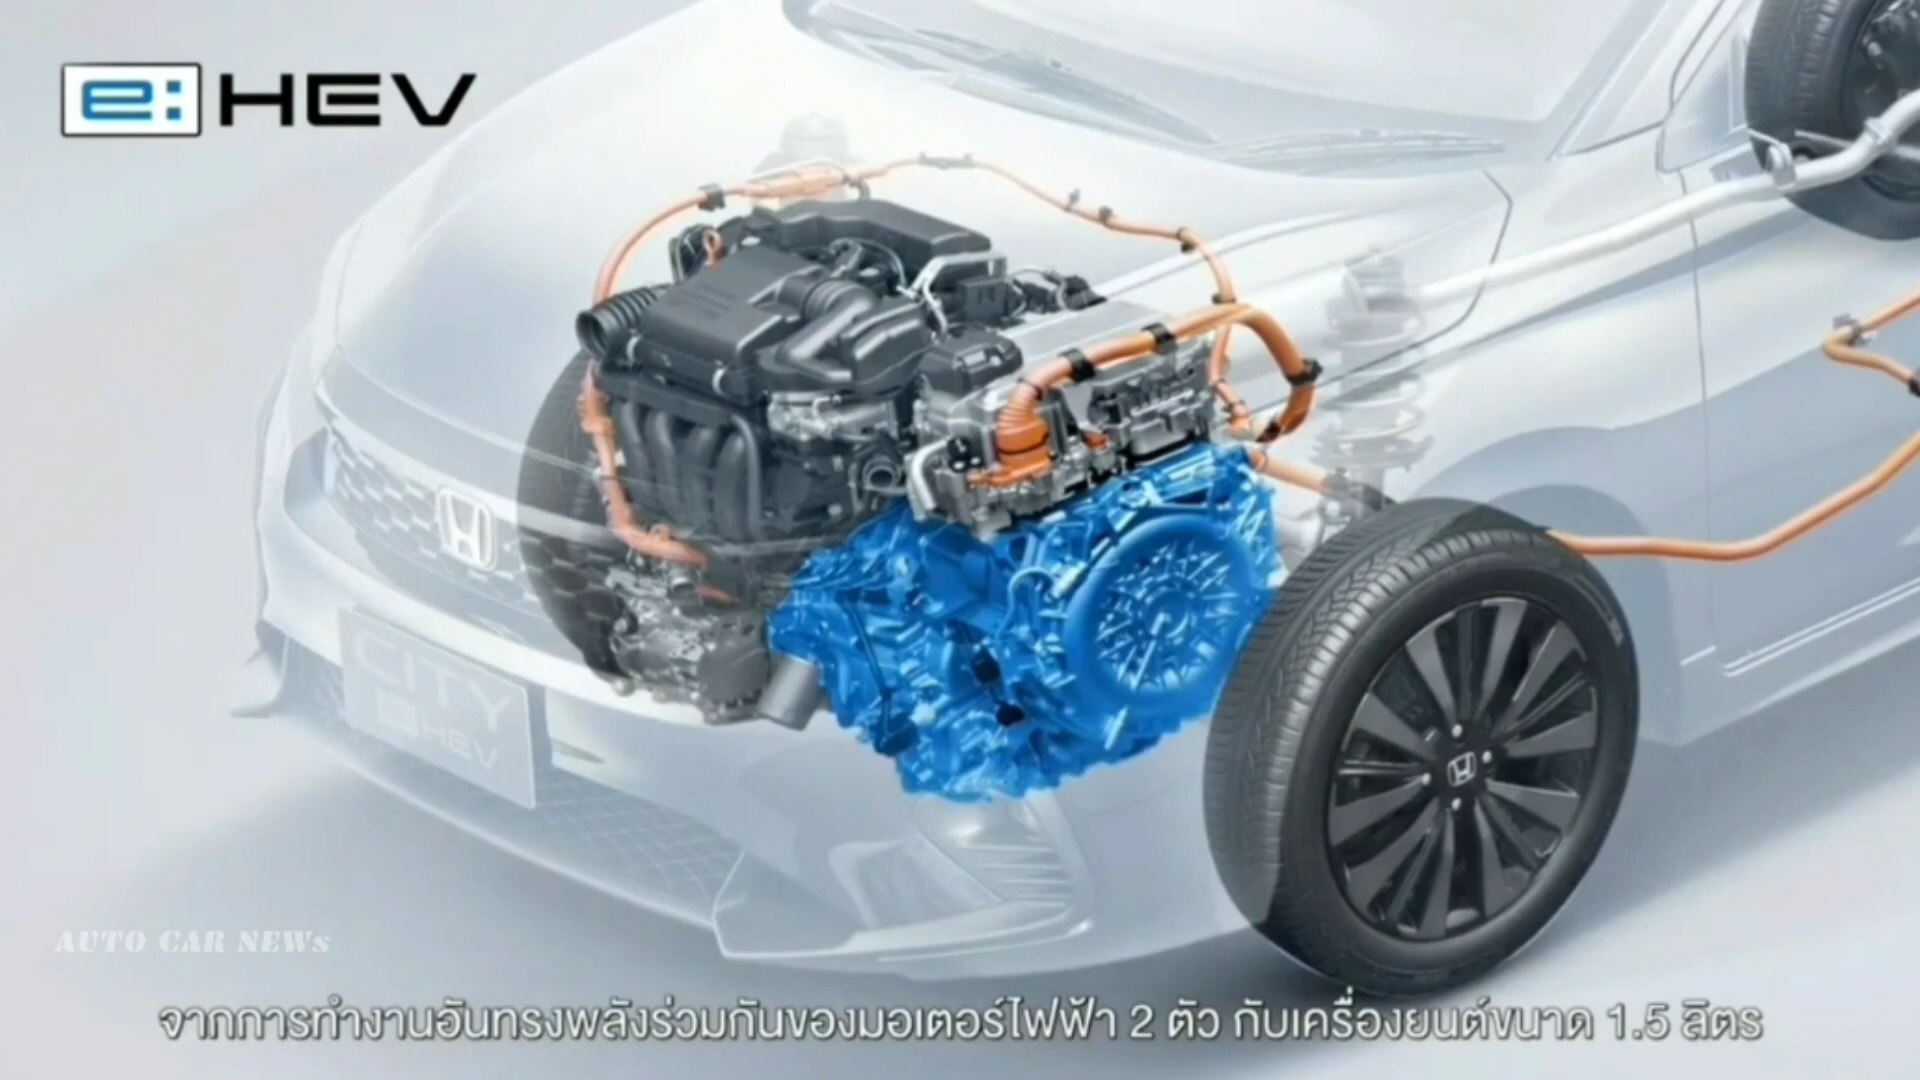 e:HEV
CITY
e:HEV
AUTO CAR NEWs
จากการทำงานอันทรงพลังร่วมกันของมอเตอร์ไฟฟ้า 2 ตัว กับเครื่องยนต์ขนาด 1.5 ลิตร